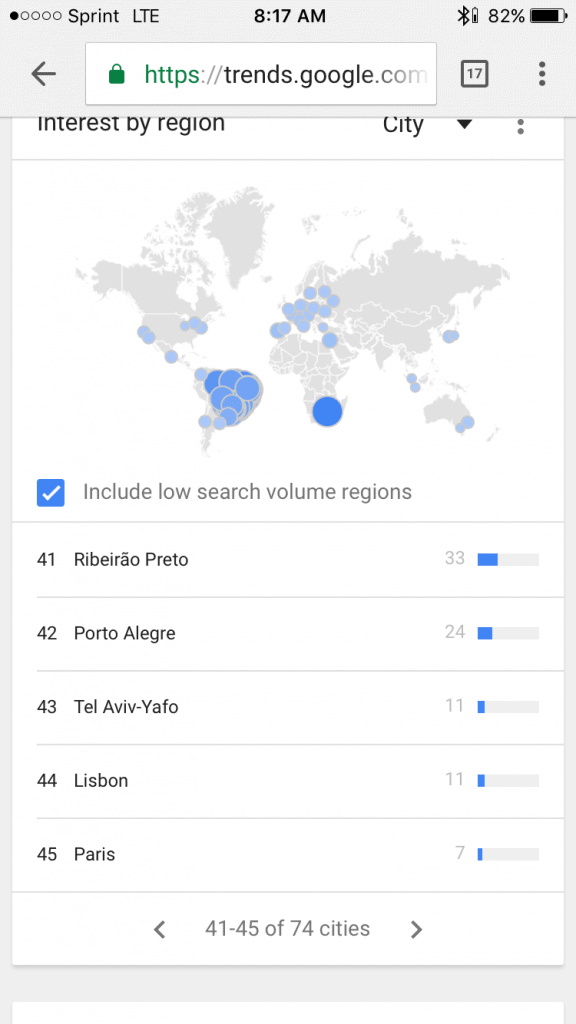 Sprint LTE 8:17 AM 82%
https://trends.google.com 17
Interest by region City
Include low search volume regions
41 Ribeirão Preto 33
42 Porto Alegre 24
43 Tel Aviv-Yafo 11
44 Lisbon 11
45 Paris 7
41-45 of 74 cities